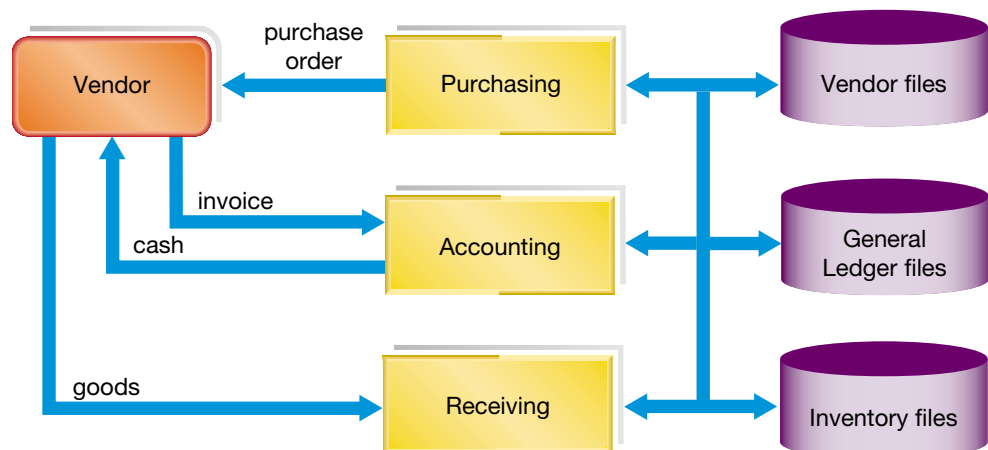 purchase
order
Vendor
Purchasing
Vendor files
invoice
cash
Accounting
General
Ledger files
goods
Receiving
Inventory files